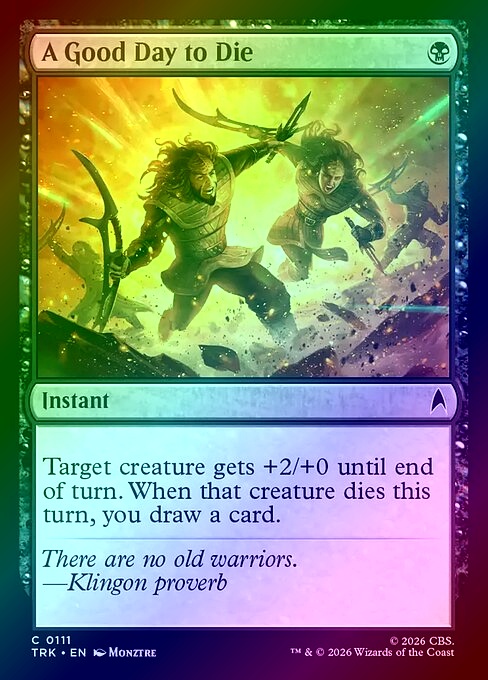 A Good Day to Die
Instant
Target creature gets +2/+0 until end
of turn. When that creature dies this
turn, you draw a card.
There are no old warriors.
—Klingon proverb
C 0111
TRK • EN Monztre
© 2026 CBS.
™ & © 2026 Wizards of the Coast